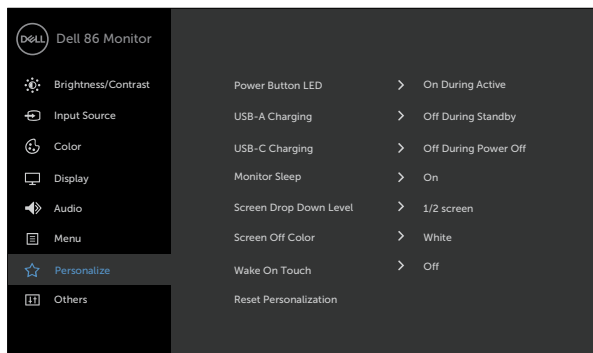 DELL Dell 86 Monitor
Brightness/Contrast
Input Source
Color
Display
Audio
Menu
Personalize
Others
Power Button LED > On During Active
USB-A Charging > Off During Standby
USB-C Charging > Off During Power Off
Monitor Sleep > On
Screen Drop Down Level > 1/2 screen
Screen Off Color > White
Wake On Touch > Off
Reset Personalization